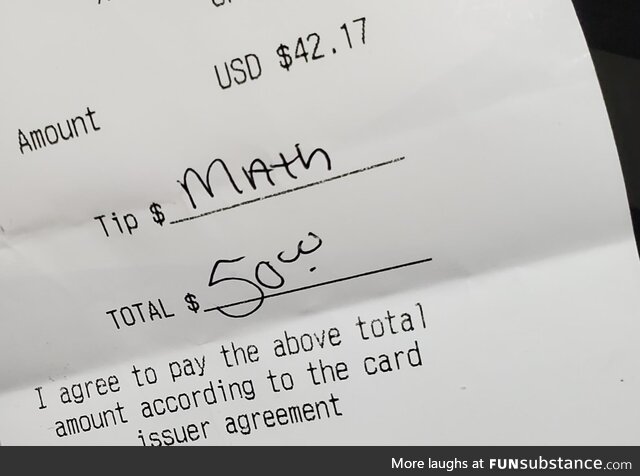 USD $42.17
Amount
Tip $ MAth
TOTAL $ 50.00
I agree to pay the above total
amount according to the card
issuer agreement
More laughs at FUNsubstance.com